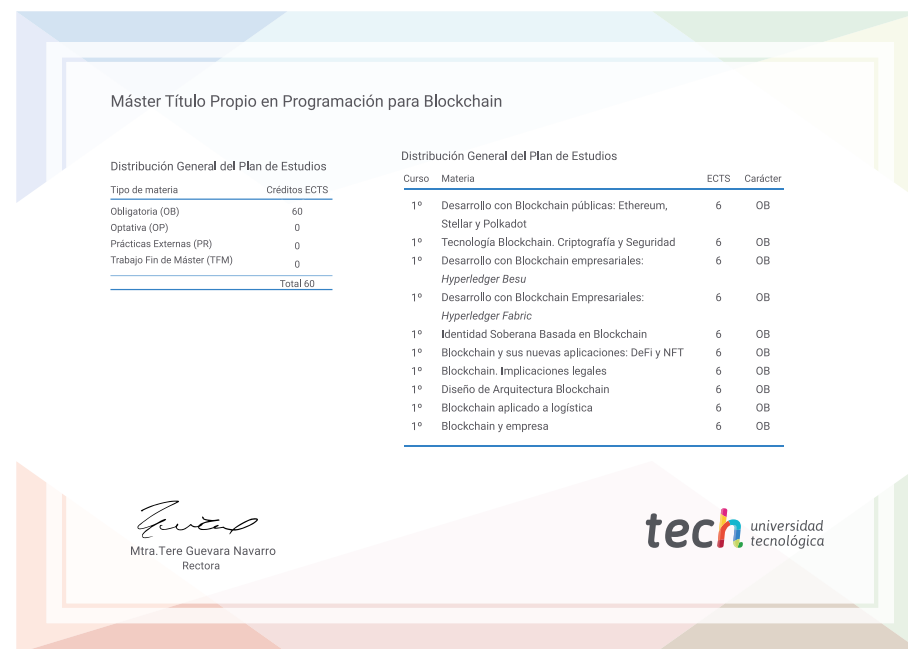 Máster Título Propio en Programación para Blockchain
Distribución General del Plan de Estudios
Tipo de materia Créditos ECTS
Obligatoria (OB) 60
Optativa (OP) 0
Prácticas Externas (PR) 0
Trabajo Fin de Máster (TFM) 0
Total 60
Distribución General del Plan de Estudios
Curso Materia ECTS Carácter
1º Desarrollo con Blockchain públicas: Ethereum, 6 OB
Stellar y Polkadot
1º Tecnología Blockchain. Criptografía y Seguridad 6 OB
1º Desarrollo con Blockchain empresariales: 6 OB
Hyperledger Besu
1º Desarrollo con Blockchain Empresariales: 6 OB
Hyperledger Fabric
1º Identidad Soberana Basada en Blockchain 6 OB
1º Blockchain y sus nuevas aplicaciones: DeFi y NFT 6 OB
1º Blockchain. Implicaciones legales 6 OB
1º Diseño de Arquitectura Blockchain 6 OB
1º Blockchain aplicado a logística 6 OB
1º Blockchain y empresa 6 OB
Mtra.Tere Guevara Navarro
Rectora
tech universidad
tecnológica